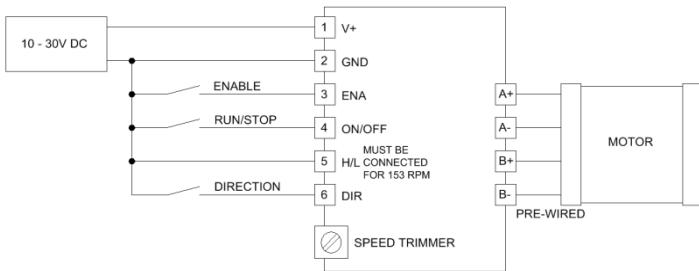 10 - 30V DC
1 V+
2 GND
ENABLE
3 ENA
RUN/STOP
4 ON/OFF
MUST BE
5 H/L CONNECTED
FOR 153 RPM
DIRECTION
6 DIR
SPEED TRIMMER
A+
A-
B+
B-
PRE-WIRED
MOTOR